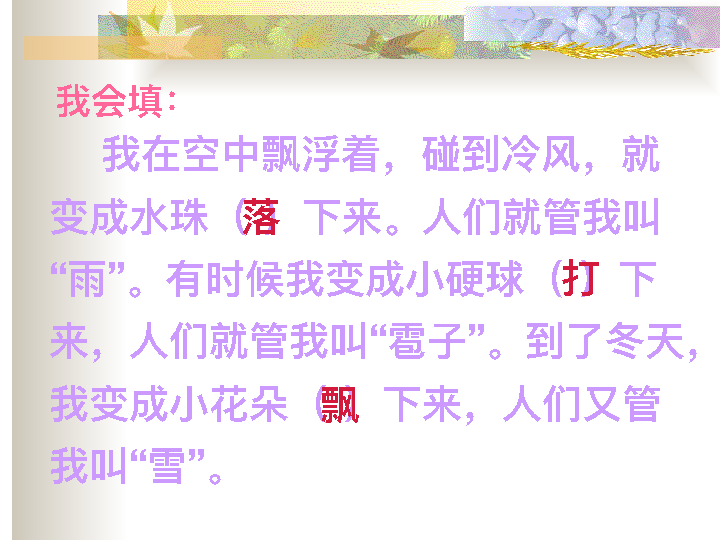 我会填：
我在空中飘浮着，碰到冷风，就
变成水珠（落）下来。人们就管我叫
“雨”。有时候我变成小硬球（打）下
来，人们就管我叫“雹子”。到了冬天，
我变成小花朵（飘）下来，人们又管
我叫“雪”。